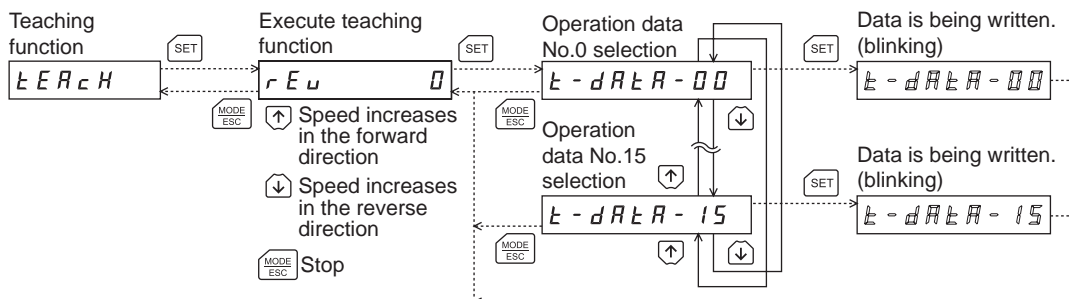 Teaching
function
SET
tEAcH
MODE
ESC
Execute teaching
function
SET
rEv 0
↑ Speed increases
in the forward
direction
↓ Speed increases
in the reverse
direction
MODE
ESC Stop
Operation data
No.0 selection
t-dAtA-00
MODE
ESC
↓
Operation
data No.15
selection
↑
t-dAtA-15
MODE
ESC
↑
↓
SET
Data is being written.
(blinking)
t-dAtA-00
SET
Data is being written.
(blinking)
t-dAtA-15